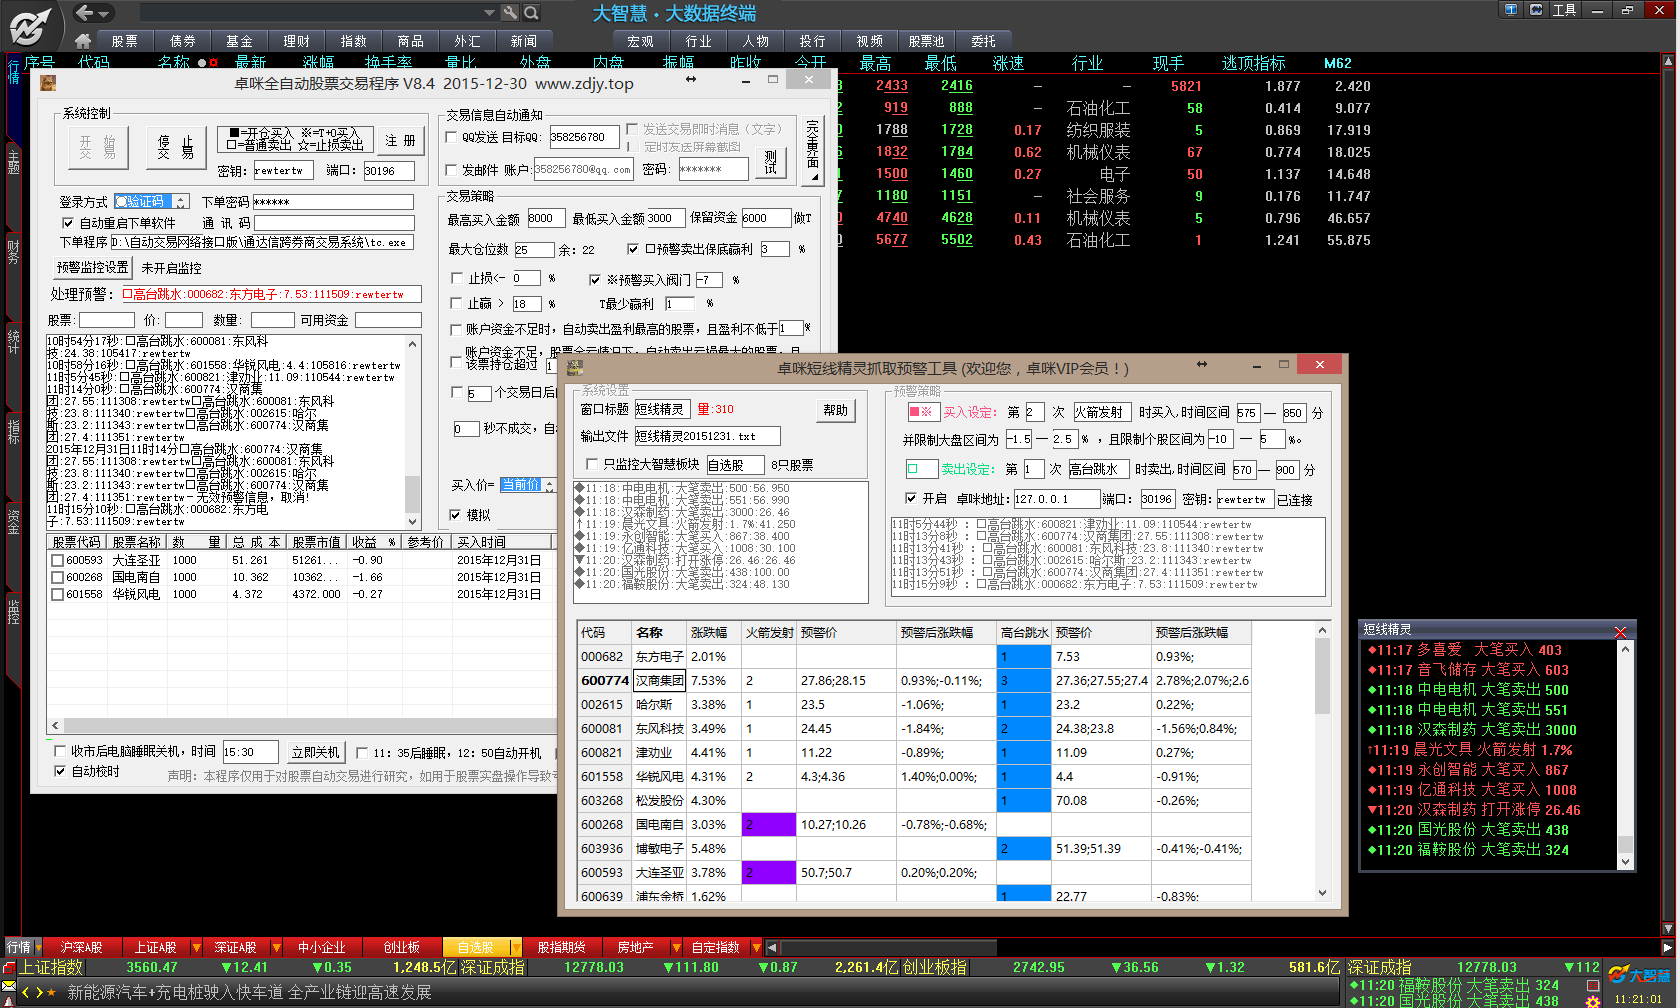 大智慧·大数据终端
工具
股票 债券 基金 理财 指数 商品 外汇 新闻 宏观 行业 人物 投行 视频 股票池 委托
序号 代码 名称 最新 涨幅 换手率 量比 外盘 内盘 振幅 昨收 今开 最高 最低 涨速 行业 现手 逃顶指标 M62
2433 2416 — — 5821 1.877 2.420
919 888 — 石油化工 58 0.414 9.077
1788 1728 0.17 纺织服装 5 0.869 17.919
1832 1784 0.62 机械仪表 67 0.774 18.025
1500 1460 0.27 电子 50 1.137 14.648
1180 1151 社会服务 9 0.176 11.747
4740 4628 0.11 机械仪表 5 0.796 46.657
5677 5502 0.43 石油化工 1 1.241 55.875
行情
主题
财务
统计
指标
资金
监控
卓咪全自动股票交易程序 V8.4 2015-12-30 www.zdjy.top
系统控制
开始交易
停止交易
■=开仓买入 ※=T+0买入
口=普通卖出 ☆=止损卖出
注 册
密钥: rewtertw 端口: 30196
登录方式 验证码 下单密码 ******
自动重启下单软件 通 讯 码
下单程序 D:\自动交易网络接口版\通达信跨券商交易系统\tc.exe
预警监控设置 未开启监控
处理预警: 口高台跳水:000682:东方电子:7.53:111509:rewtertw
股票: 价: 数量: 可用资金
10时54分17秒:口高台跳水:600081:东风科
技:24.38:105417:rewtertw
10时58分16秒:口高台跳水:601558:华锐风电:4.4:105816:rewtertw
11时5分45秒:口高台跳水:600821:津劝业:11.09:110544:rewtertw
11时14分0秒:口高台跳水:600774:汉商集
团:27.55:111308:rewtertw口高台跳水:600081:东风科
技:23.8:111340:rewtertw口高台跳水:002615:哈尔
斯:23.2:111343:rewtertw口高台跳水:600774:汉商集
团:27.4:111351:rewtertw
2015年12月31日11时14分口高台跳水:600774:汉商集
团:27.55:111308:rewtertw口高台跳水:600081:东风科
技:23.8:111340:rewtertw口高台跳水:002615:哈尔
斯:23.2:111343:rewtertw口高台跳水:600774:汉商集
团:27.4:111351:rewtertw－无效预警信息，取消!
11时15分10秒:口高台跳水:000682:东方电
子:7.53:111509:rewtertw
股票代码 股票名称 数 量 总 成 本 股票市值 收益 % 参考价 买入时间
600593 大连圣亚 1000 51.261 51261... -0.90 2015年12月31日
600268 国电南自 1000 10.362 10362... -1.66 2015年12月31日
601558 华锐风电 1000 4.372 4372.000 -0.27 2015年12月31日
收市后电脑睡眠关机，时间 15:30 立即关机 11：35后睡眠，12：50自动开机
自动校时
声明：本程序仅用于对股票自动交易进行研究，如用于股票实盘操作导致
交易信息自动通知
QQ发送 目标QQ: 358256780 发送交易即时消息（文字）
定时发送屏幕截图
发邮件 账户: 358256780@qq.com 密码: ******* 测试
完全界面
交易策略
最高买入金额 8000 最低买入金额 3000 保留资金 6000 做T
最大仓位数 25 余：22 口预警卖出保底赢利 3 %
止损<- 0 % ※预警买入阀门 -7 %
止赢 > 18 % T最少赢利 1 %
账户资金不足时，自动卖出盈利最高的股票，且盈利不低于 1 %
该票持仓超过 1
5 个交易日后
0 秒不成交，自
买入价= 当前价
模拟
卓咪短线精灵抓取预警工具 (欢迎您，卓咪VIP会员！)
系统设置
窗口标题 短线精灵 量:310 帮助
输出文件 短线精灵20151231.txt
只监控大智慧板块 自选股 8只股票
◆11:18:中电电机:大笔卖出:500:56.950
◆11:18:中电电机:大笔卖出:551:56.990
◆11:18:汉森制药:大笔卖出:3000:26.46
↑11:19:晨光文具:火箭发射:1.7%:41.250
◆11:19:永创智能:大笔买入:867:38.400
◆11:19:亿通科技:大笔买入:1008:30.100
▼11:20:汉森制药:打开涨停:26.46:26.46
◆11:20:国光股份:大笔卖出:438:100.00
◆11:20:福鞍股份:大笔卖出:324:48.130
预警策略
■※ 买入设定: 第 2 次 火箭发射 时买入,时间区间 575 — 850 分
并限制大盘区间为 -1.5 — 2.5 % ，且限制个股区间为 -10 — 5 %。
口 卖出设定: 第 1 次 高台跳水 时卖出,时间区间 570 — 900 分
开启 卓咪地址: 127.0.0.1 端口: 30196 密钥: rewtertw 已连接
11时5分44秒 : 口高台跳水:600821:津劝业:11.09:110544:rewtertw
11时13分8秒 : 口高台跳水:600774:汉商集团:27.55:111308:rewtertw
11时13分41秒 : 口高台跳水:600081:东风科技:23.8:111340:rewtertw
11时13分43秒 : 口高台跳水:002615:哈尔斯:23.2:111343:rewtertw
11时13分51秒 : 口高台跳水:600774:汉商集团:27.4:111351:rewtertw
11时15分9秒 : 口高台跳水:000682:东方电子:7.53:111509:rewtertw
代码 名称 涨跌幅 火箭发射 预警价 预警后涨跌幅 高台跳水 预警价 预警后涨跌幅
000682 东方电子 2.01% 1 7.53 0.93%;
600774 汉商集团 7.53% 2 27.86;28.15 0.93%;-0.11%; 3 27.36;27.55;27.4 2.78%;2.07%;2.6
002615 哈尔斯 3.38% 1 23.5 -1.06%; 1 23.2 0.22%;
600081 东风科技 3.49% 1 24.45 -1.84%; 2 24.38;23.8 -1.56%;0.84%;
600821 津劝业 4.41% 1 11.22 -0.89%; 1 11.09 0.27%;
601558 华锐风电 4.31% 2 4.3;4.36 1.40%;0.00%; 1 4.4 -0.91%;
603268 松发股份 4.30% 1 70.08 -0.26%;
600268 国电南自 3.03% 2 10.27;10.26 -0.78%;-0.68%;
603936 博敏电子 5.48% 2 51.39;51.39 -0.41%;-0.41%;
600593 大连圣亚 3.78% 2 50.7;50.7 0.20%;0.20%;
600639 浦东金桥 1.62% 1 22.77 -0.83%;
短线精灵
◆11:17 多喜爱 大笔买入 403
◆11:17 音飞储存 大笔买入 603
◆11:18 中电电机 大笔卖出 500
◆11:18 中电电机 大笔卖出 551
◆11:18 汉森制药 大笔卖出 3000
↑11:19 晨光文具 火箭发射 1.7%
◆11:19 永创智能 大笔买入 867
◆11:19 亿通科技 大笔买入 1008
▼11:20 汉森制药 打开涨停 26.46
◆11:20 国光股份 大笔卖出 438
◆11:20 福鞍股份 大笔卖出 324
行情 沪深A股 上证A股 深证A股 中小企业 创业板 自选股 股指期货 房地产 自定指数
上证指数 3560.47 ▼12.41 ▼0.35 1,248.5亿 深证成指 12778.03 ▼111.80 ▼0.87 2,261.4亿 创业板指 2742.95 ▼36.56 ▼1.32 581.6亿 深证成指 12778.03 ▼112
新能源汽车+充电桩驶入快车道 全产业链迎高速发展
◆11:20 福鞍股份 大笔卖出 324
◆11:20 国光股份 大笔卖出 438
大智慧
11:21:01